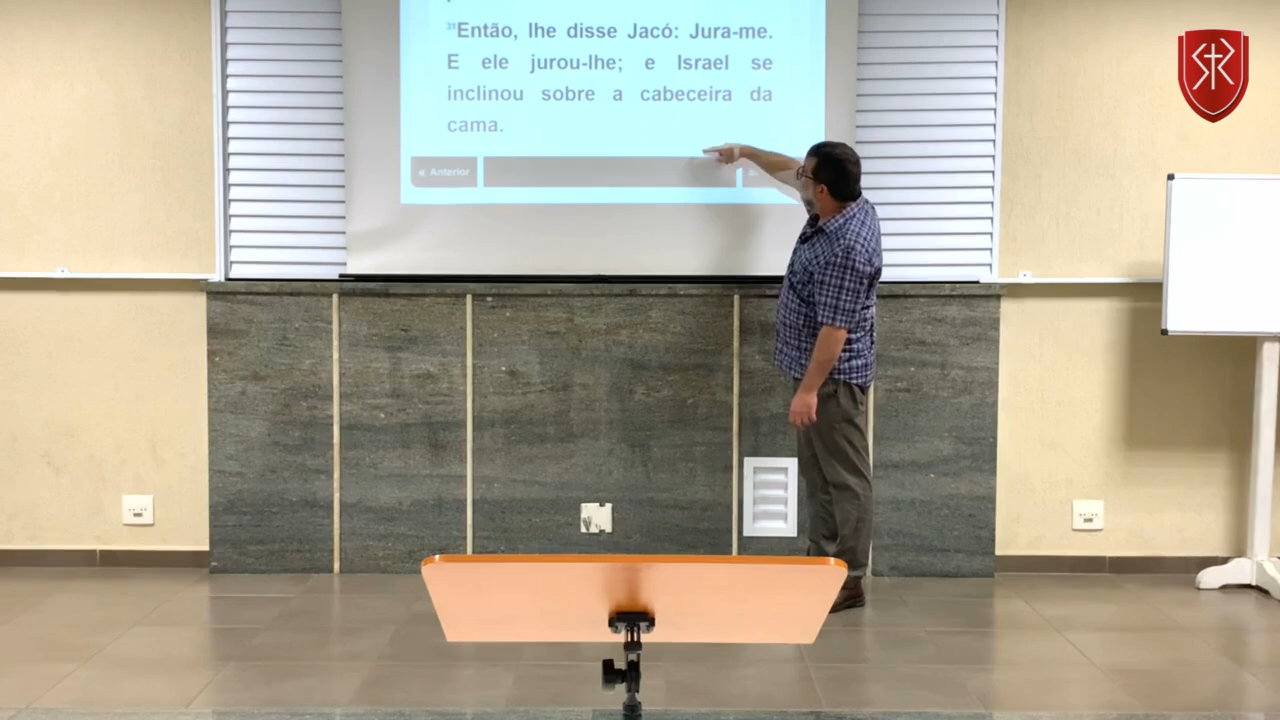 ³¹Então, lhe disse Jacó: Jura-me.
E ele jurou-lhe; e Israel se
inclinou sobre a cabeceira da
cama.
« Anterior